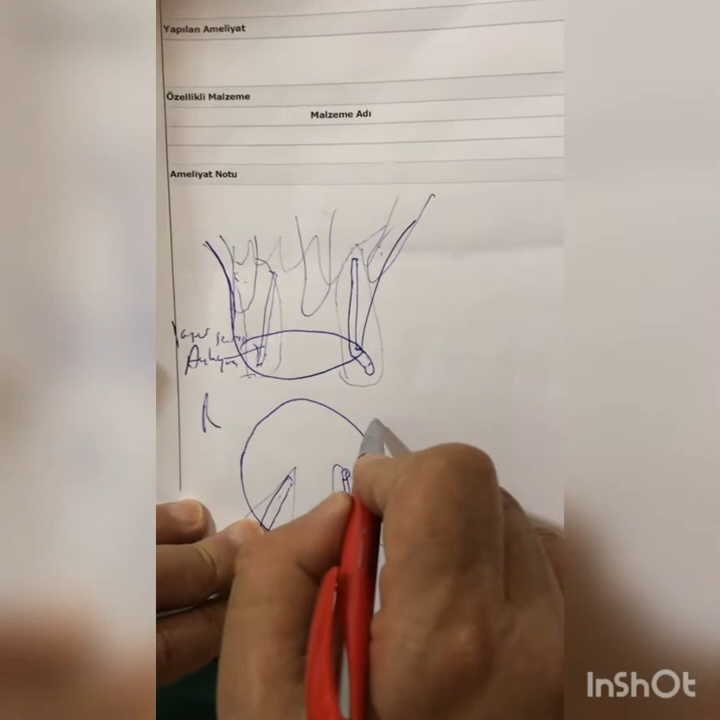 Yapılan Ameliyat
Özellikli Malzeme
Malzeme Adı
Ameliyat Notu
InShOt